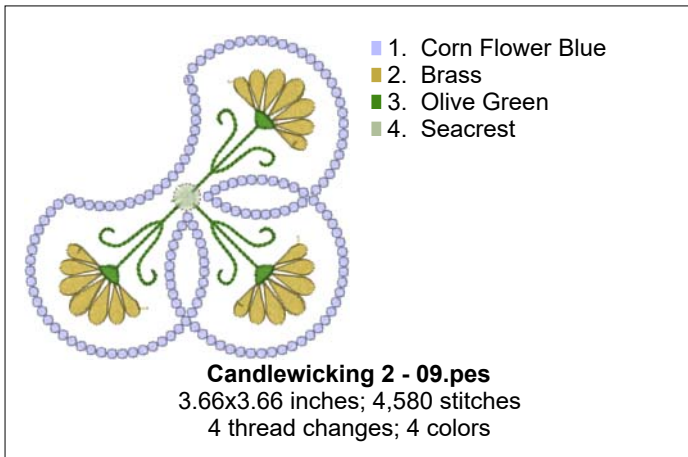 1. Corn Flower Blue
2. Brass
3. Olive Green
4. Seacrest
Candlewicking 2 - 09.pes
3.66x3.66 inches; 4,580 stitches
4 thread changes; 4 colors